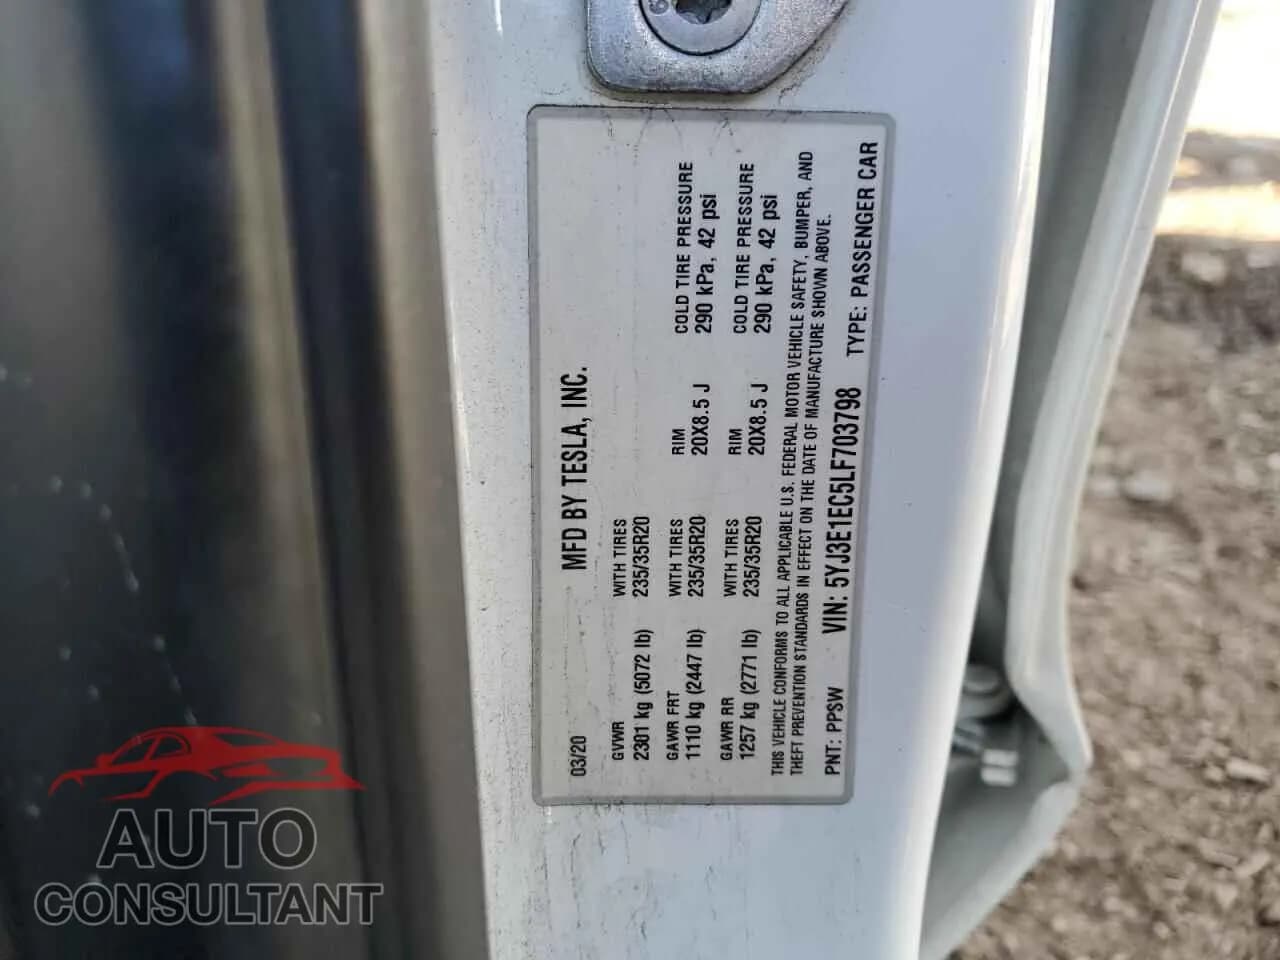 03/20 MFD BY TESLA, INC.
GVWR WITH TIRES
2301 kg (5072 lb) 235/35R20
GAWR FRT WITH TIRES RIM COLD TIRE PRESSURE
1110 kg (2447 lb) 235/35R20 20X8.5 J 290 kPa, 42 psi
GAWR RR WITH TIRES RIM COLD TIRE PRESSURE
1257 kg (2771 lb) 235/35R20 20X8.5 J 290 kPa, 42 psi
THIS VEHICLE CONFORMS TO ALL APPLICABLE U.S. FEDERAL MOTOR VEHICLE SAFETY, BUMPER, AND
THEFT PREVENTION STANDARDS IN EFFECT ON THE DATE OF MANUFACTURE SHOWN ABOVE.
PNT: PPSW VIN: 5YJ3E1EC5LF703798 TYPE: PASSENGER CAR
AUTO
CONSULTANT